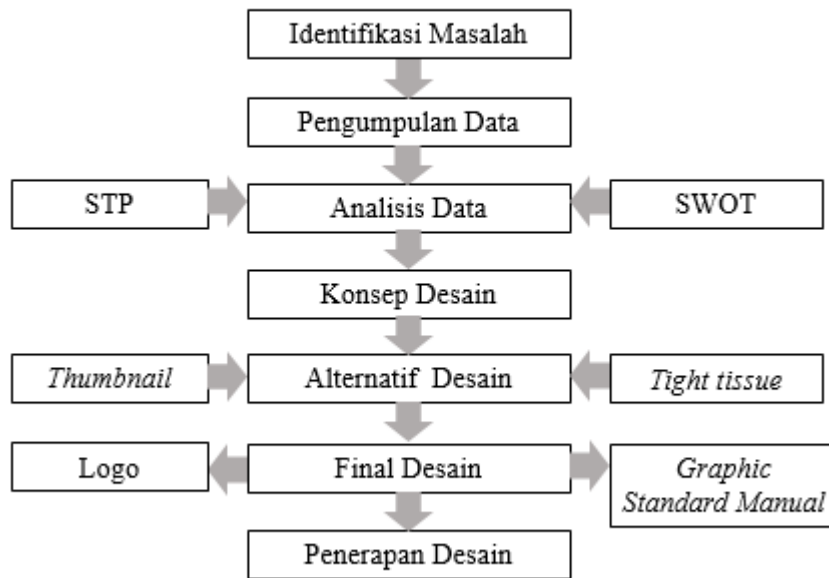 Identifikasi Masalah
Pengumpulan Data
STP
Analisis Data
SWOT
Konsep Desain
Thumbnail
Alternatif Desain
Tight tissue
Logo
Final Desain
Graphic
Standard Manual
Penerapan Desain